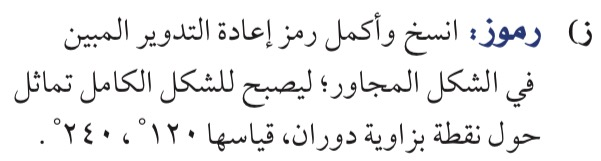 ز) رموز: انسخ وأكمل رمز إعادة التدوير المبين
في الشكل المجاور؛ ليصبح للشكل الكامل تماثل
حول نقطة بزاوية دوران، قياسها ١٢٠°، ٢٤٠°.